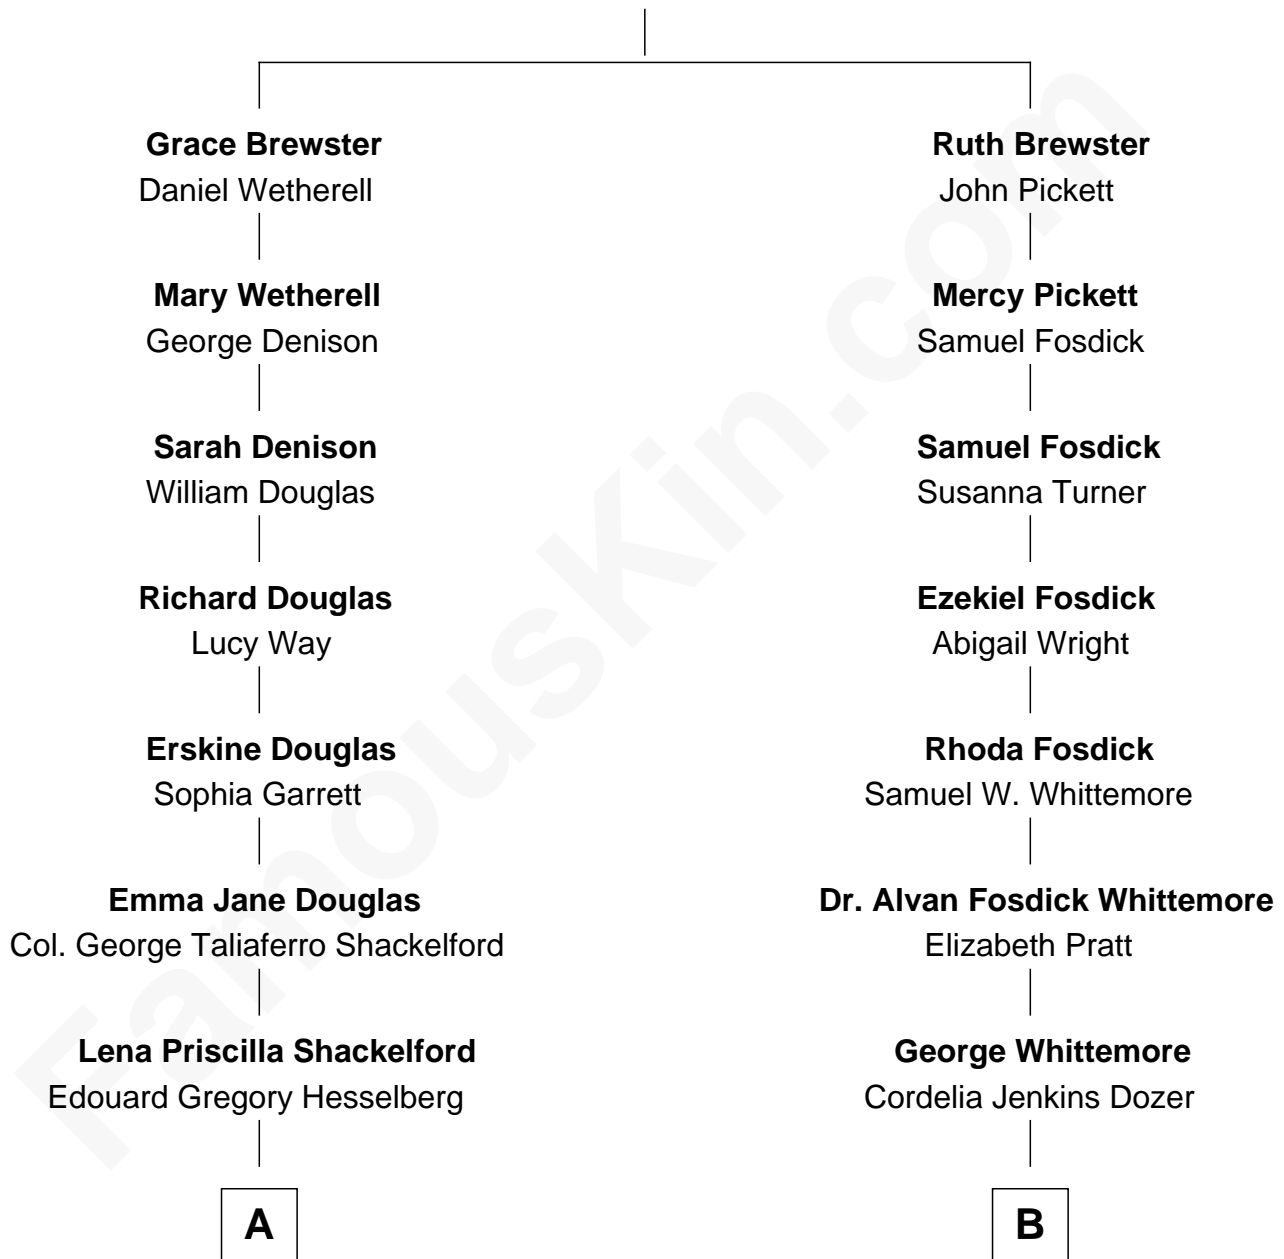 Grace Brewster
Daniel Wetherell
Mary Wetherell
George Denison
Sarah Denison
William Douglas
Richard Douglas
Lucy Way
Erskine Douglas
Sophia Garrett
Emma Jane Douglas
Col. George Taliaferro Shackelford
Lena Priscilla Shackelford
Edouard Gregory Hesselberg
A
Ruth Brewster
John Pickett
Mercy Pickett
Samuel Fosdick
Samuel Fosdick
Susanna Turner
Ezekiel Fosdick
Abigail Wright
Rhoda Fosdick
Samuel W. Whittemore
Dr. Alvan Fosdick Whittemore
Elizabeth Pratt
George Whittemore
Cordelia Jenkins Dozer
B
FamousKin.com